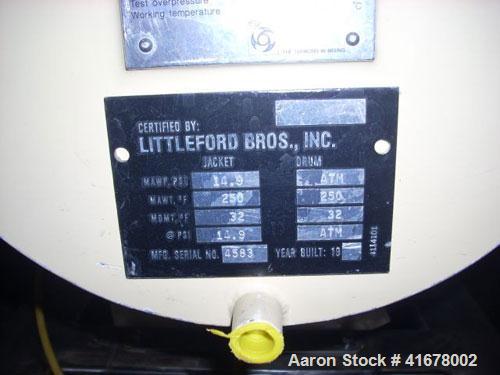 Test overpressure
Working temperature °C
CERTIFIED BY:
LITTLEFORD BROS., INC.
JACKET DRUM
MAWP, PSI 14.9 ATM
MAWT, °F 250 250
MDMT, °F 32 32
@ PSI 14.9 ATM
MFG. SERIAL NO. 4583 YEAR BUILT: 19
4114101
Aaron Stock # 41678002